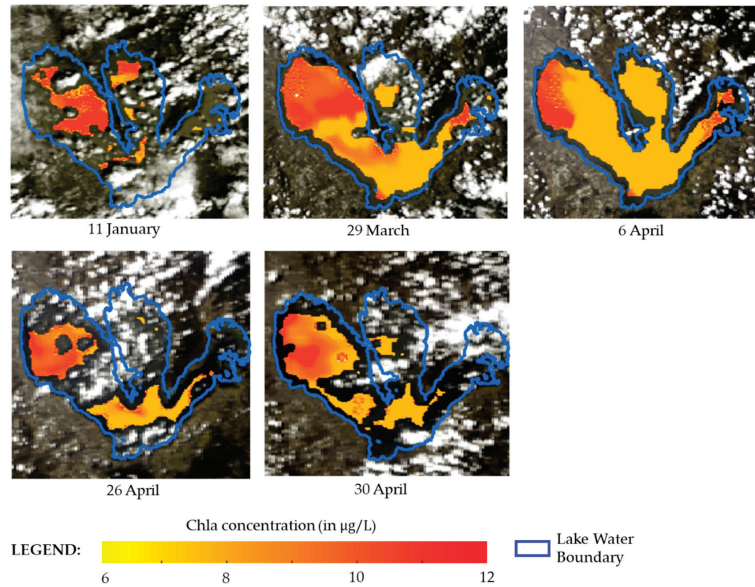 11 January
29 March
6 April
26 April
30 April
Chla concentration (in µg/L)
LEGEND:
Lake Water
Boundary
6
8
10
12